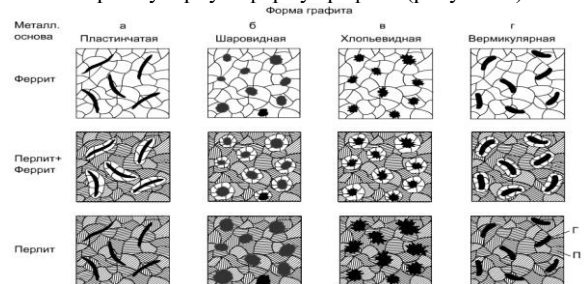 Форма графита
Металл. основа
а б в г
Пластинчатая Шаровидная Хлопьевидная Вермикулярная
Феррит
Перлит+
Феррит
Перлит
Г
П